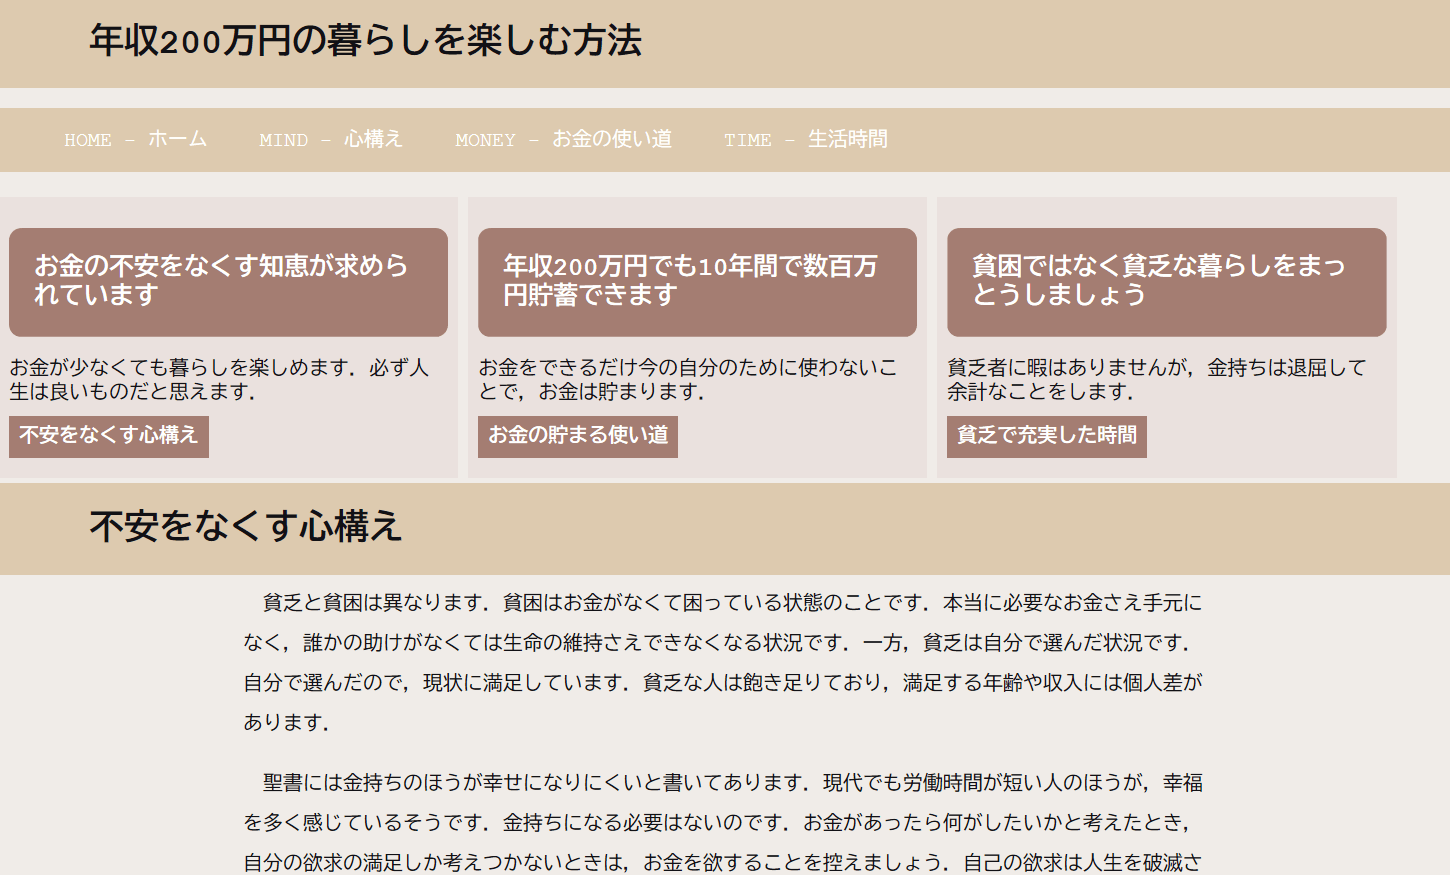 年収200万円の暮らしを楽しむ方法
HOME － ホーム MIND － 心構え MONEY － お金の使い道 TIME － 生活時間
お金の不安をなくす知恵が求めら
れています
お金が少なくても暮らしを楽しめます．必ず人
生は良いものだと思えます．
不安をなくす心構え
年収200万円でも10年間で数百万
円貯蓄できます
お金をできるだけ今の自分のために使わないこ
とで，お金は貯まります．
お金の貯まる使い道
貧困ではなく貧乏な暮らしをまっ
とうしましょう
貧乏者に暇はありませんが，金持ちは退屈して
余計なことをします．
貧乏で充実した時間
不安をなくす心構え
貧乏と貧困は異なります．貧困はお金がなくて困っている状態のことです．本当に必要なお金さえ手元に
なく，誰かの助けがなくては生命の維持さえできなくなる状況です．一方，貧乏は自分で選んだ状況です．
自分で選んだので，現状に満足しています．貧乏な人は飽き足りており，満足する年齢や収入には個人差が
あります．
聖書には金持ちのほうが幸せになりにくいと書いてあります．現代でも労働時間が短い人のほうが，幸福
を多く感じているそうです．金持ちになる必要はないのです．お金があったら何がしたいかと考えたとき，
自分の欲求の満足しか考えつかないときは，お金を欲することを控えましょう．自己の欲求は人生を破滅さ